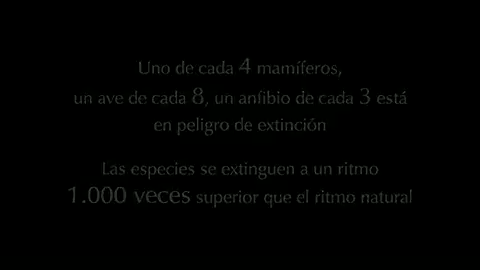 Uno de cada 4 mamíferos,
un ave de cada 8, un anfibio de cada 3 está
en peligro de extinción
Las especies se extinguen a un ritmo
1.000 veces superior que el ritmo natural